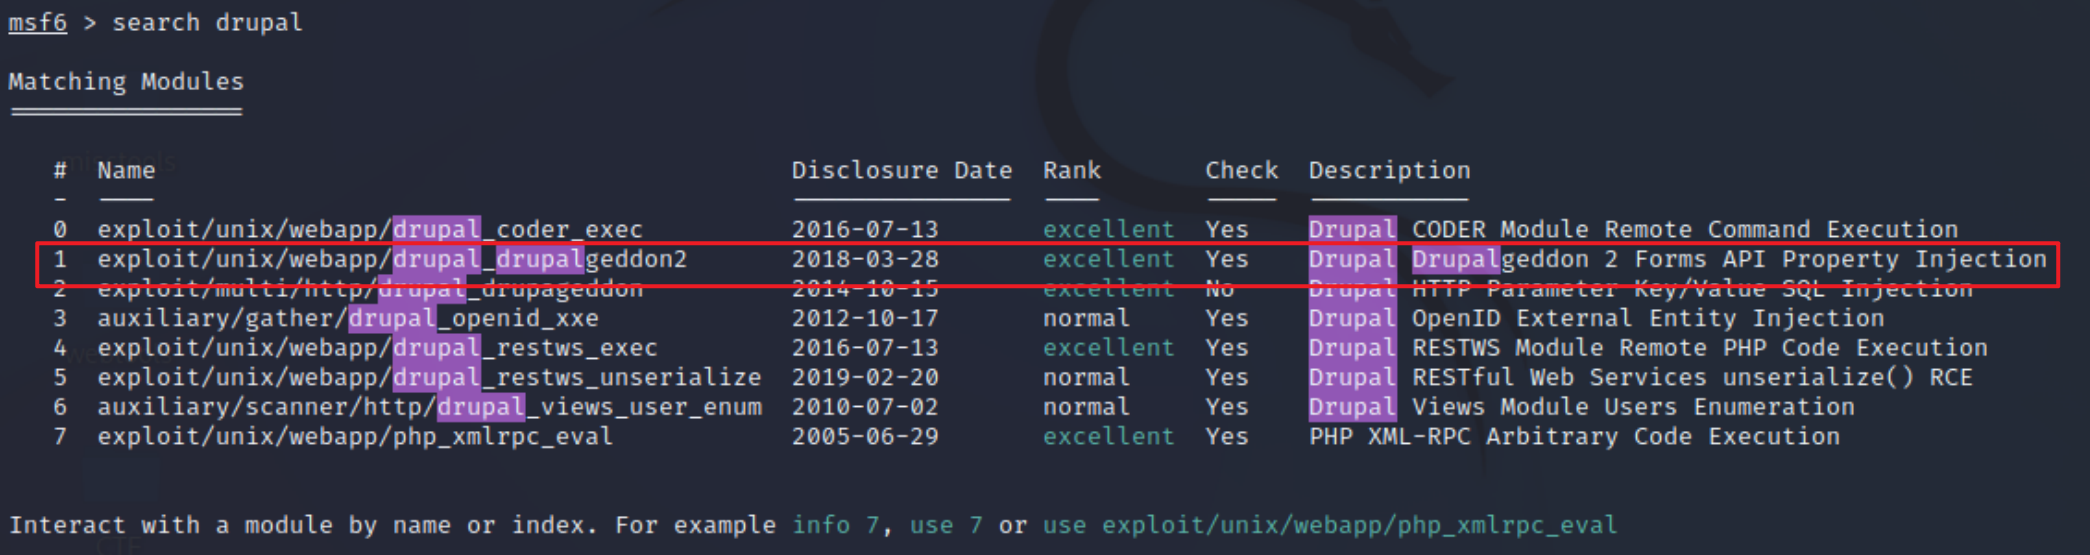 msf6 > search drupal
Matching Modules
================
# Name Disclosure Date Rank Check Description
- ---- --------------- ---- ----- -----------
0 exploit/unix/webapp/drupal_coder_exec 2016-07-13 excellent Yes Drupal CODER Module Remote Command Execution
1 exploit/unix/webapp/drupal_drupalgeddon2 2018-03-28 excellent Yes Drupal Drupalgeddon 2 Forms API Property Injection
2 exploit/multi/http/drupal_drupageddon 2014-10-15 excellent No Drupal HTTP Parameter Key/Value SQL Injection
3 auxiliary/gather/drupal_openid_xxe 2012-10-17 normal Yes Drupal OpenID External Entity Injection
4 exploit/unix/webapp/drupal_restws_exec 2016-07-13 excellent Yes Drupal RESTWS Module Remote PHP Code Execution
5 exploit/unix/webapp/drupal_restws_unserialize 2019-02-20 normal Yes Drupal RESTful Web Services unserialize() RCE
6 auxiliary/scanner/http/drupal_views_user_enum 2010-07-02 normal Yes Drupal Views Module Users Enumeration
7 exploit/unix/webapp/php_xmlrpc_eval 2005-06-29 excellent Yes PHP XML-RPC Arbitrary Code Execution
Interact with a module by name or index. For example info 7, use 7 or use exploit/unix/webapp/php_xmlrpc_eval